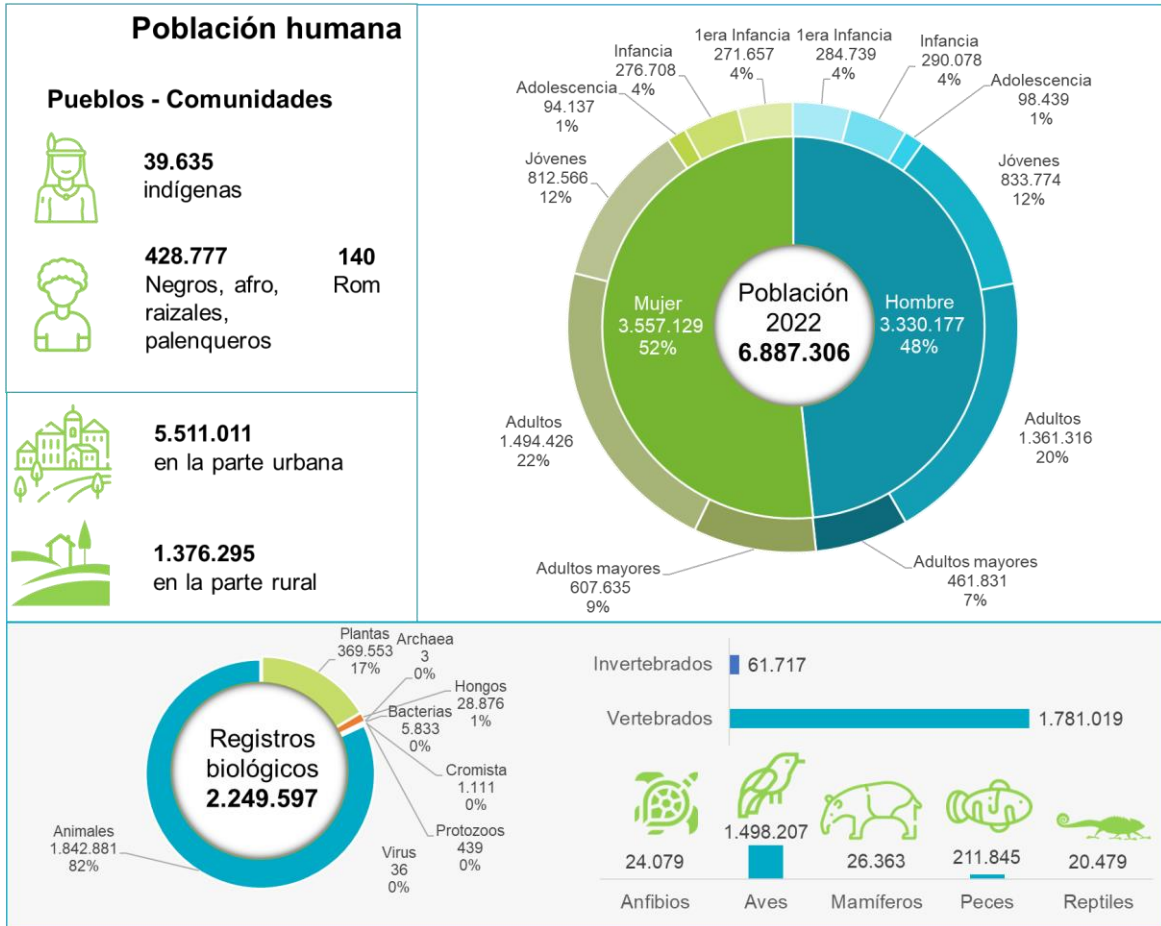 Población humana
Pueblos - Comunidades
39.635
indígenas
428.777
Negros, afro,
raizales,
palenqueros
140
Rom
5.511.011
en la parte urbana
1.376.295
en la parte rural
1era Infancia
271.657
4%
1era Infancia
284.739
4%
Infancia
276.708
4%
Infancia
290.078
4%
Adolescencia
94.137
1%
Adolescencia
98.439
1%
Jóvenes
812.566
12%
Jóvenes
833.774
12%
Mujer
3.557.129
52%
Población
2022
6.887.306
Hombre
3.330.177
48%
Adultos
1.494.426
22%
Adultos
1.361.316
20%
Adultos mayores
607.635
9%
Adultos mayores
461.831
7%
Plantas
369.553
17%
Archaea
3
0%
Hongos
28.876
1%
Bacterias
5.833
0%
Cromista
1.111
0%
Protozoos
439
0%
Virus
36
0%
Animales
1.842.881
82%
Registros
biológicos
2.249.597
Invertebrados
61.717
Vertebrados
1.781.019
24.079
1.498.207
26.363
211.845
20.479
Anfibios
Aves
Mamíferos
Peces
Reptiles